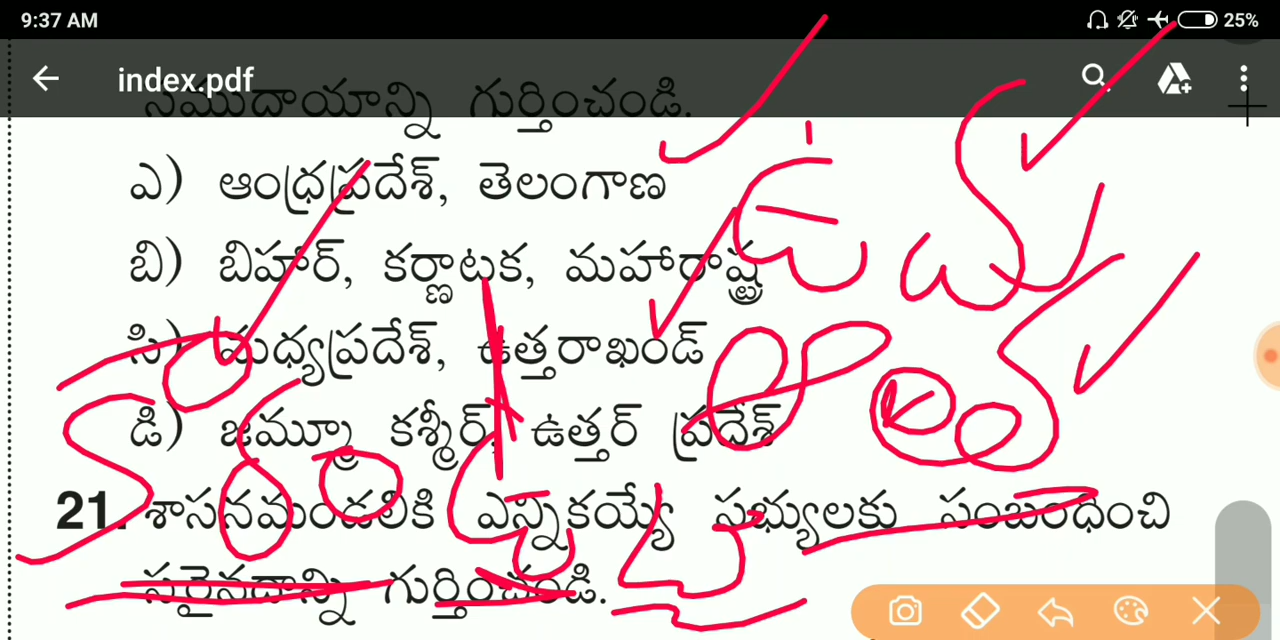 9:37 AM 25%
index.pdf
సముదాయాన్ని గుర్తించండి.
ఎ) ఆంధ్రప్రదేశ్, తెలంగాణ
బి) బిహార్, కర్ణాటక, మహారాష్ట్ర
సి) మధ్యప్రదేశ్, ఉత్తరాఖండ్
డి) జమ్మూ కశ్మీర్, ఉత్తర్ ప్రదేశ్
21. శాసనమండలికి ఎన్నికయ్యే సభ్యులకు సంబంధించి
సరైనదాన్ని గుర్తించండి.